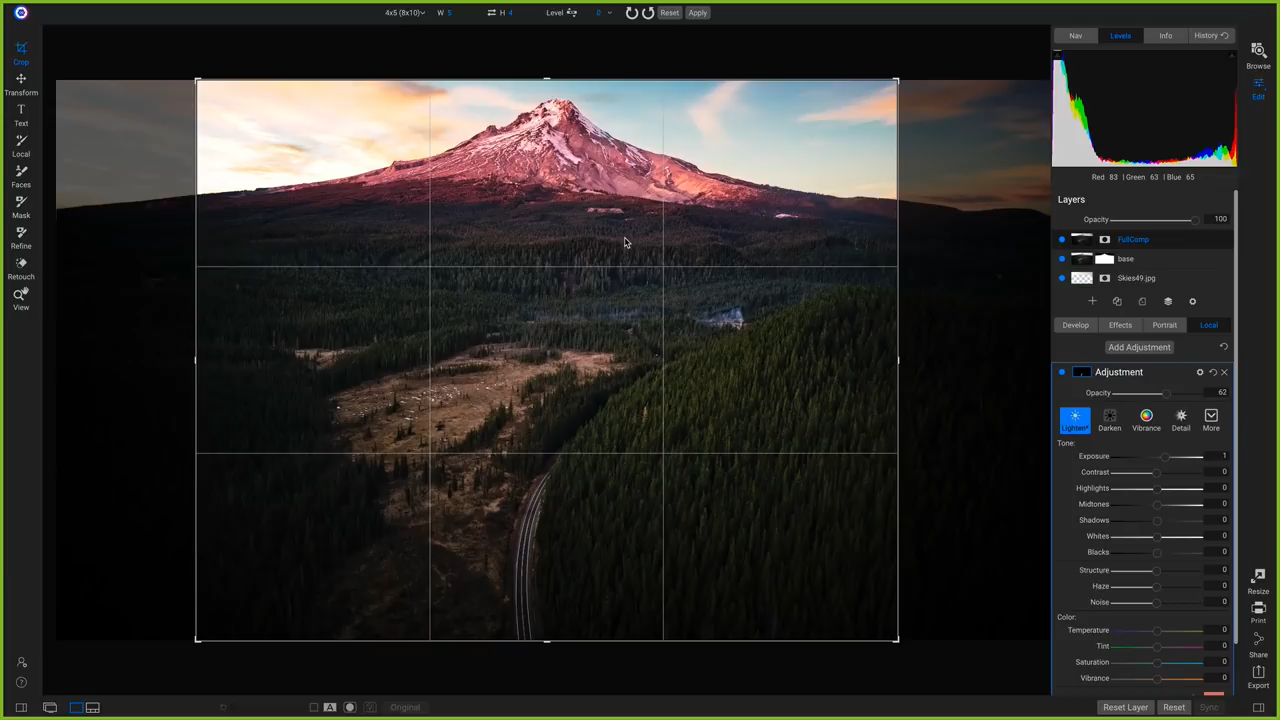 4x5 (8x10) W 5 H 4 Level 0 Reset Apply
Crop
Transform
Text
Local
Faces
Mask
Refine
Retouch
View
Nav Levels Info History
Browse
Edit
Red 83 | Green 63 | Blue 65
Layers
Opacity 100
FullComp
base
Skies49.jpg
Develop Effects Portrait Local
Add Adjustment
Adjustment
Opacity 62
Lighten* Darken Vibrance Detail More
Tone:
Exposure 1
Contrast 0
Highlights 0
Midtones 0
Shadows 0
Whites 0
Blacks 0
Structure 0
Haze 0
Noise 0
Color:
Temperature 0
Tint 0
Saturation 0
Vibrance 0
Resize
Print
Share
Export
A Original
Reset Layer Reset Sync